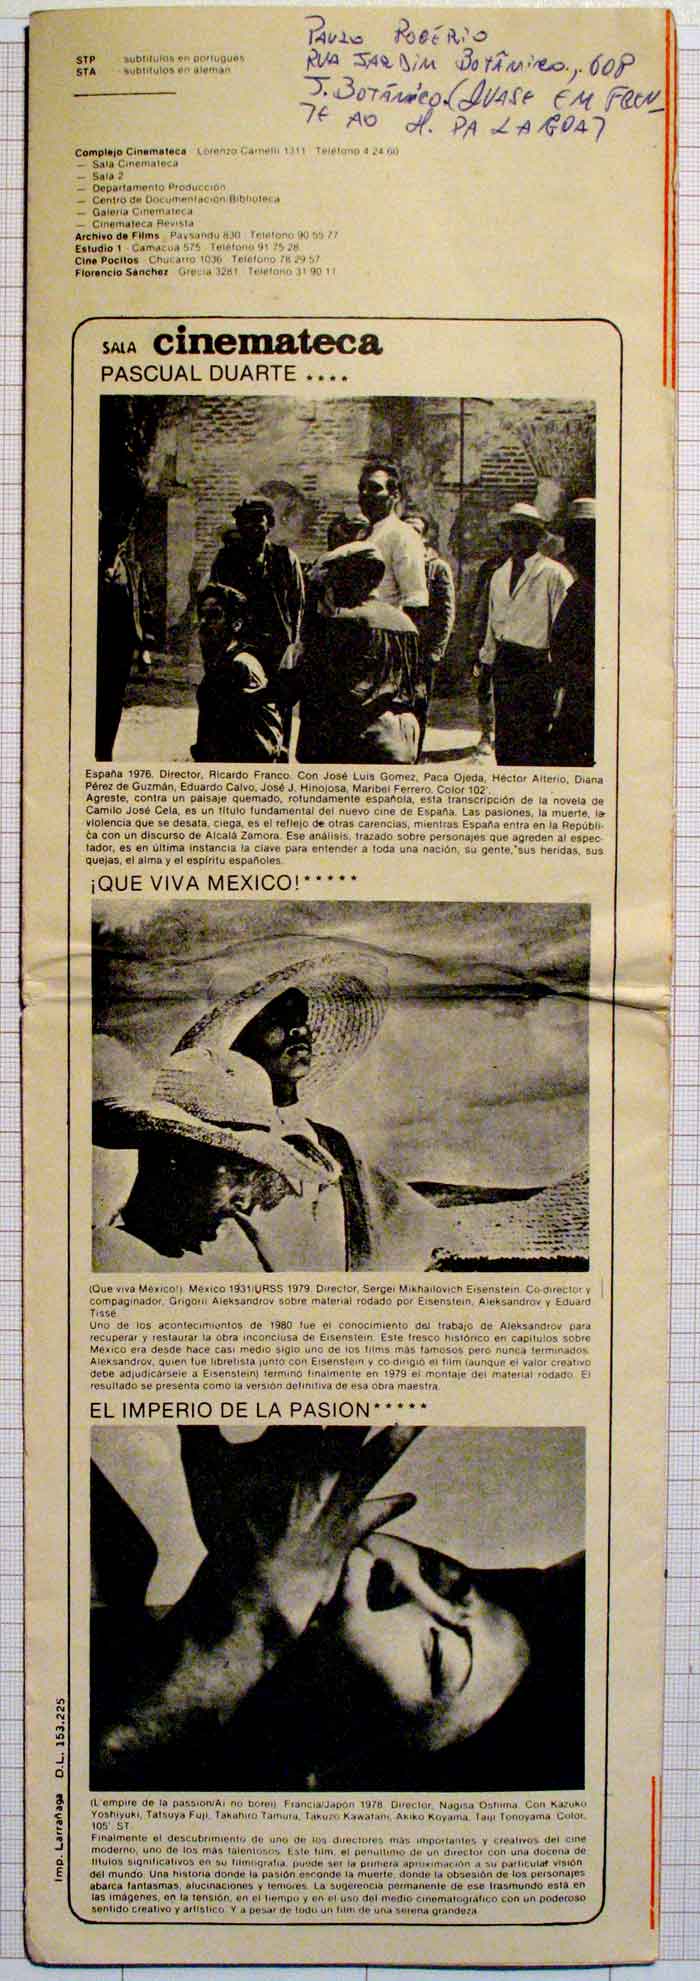 PAULO ROGÉRIO
RUA JARDIM BOTÂNICO, 608
J. BOTÂNICO (QUASE EM FREN-
TE AO H. DA LAGOA)
STP subtítulos en portugués
STA subtítulos en alemán
Complejo Cinemateca Lorenzo Carnelli 1311 Teléfono 4 24 60
— Sala Cinemateca
— Sala 2
— Departamento Producción
— Centro de Documentación/Biblioteca
— Galería Cinemateca
— Cinemateca Revista
Archivo de Films Paysandú 830 Teléfono 90 55 77
Estudio 1 Camacuá 575 Teléfono 91 75 28
Cine Pocitos Chucarro 1036 Teléfono 78 29 57
Florencio Sánchez Grecia 3281 Teléfono 31 90 11
SALA cinemateca
PASCUAL DUARTE ****
España 1976. Director, Ricardo Franco. Con José Luis Gomez, Paca Ojeda, Héctor Alterio, Diana
Pérez de Guzmán, Eduardo Calvo, José J. Hinojosa, Maribel Ferrero. Color 102'.
Agreste, contra un paisaje quemado, rotundamente española, esta transcripción de la novela de
Camilo José Cela, es un título fundamental del nuevo cine de España. Las pasiones, la muerte, la
violencia que se desata, ciega, es el reflejo de otras carencias, mientras España entra en la Repúbli-
ca con un discurso de Alcalá Zamora. Ese análisis, trazado sobre personajes que agreden al espec-
tador, es en última instancia la clave para entender a toda una nación, su gente, sus heridas, sus
quejas, el alma y el espíritu españoles.
¡QUE VIVA MEXICO! *****
(Que viva México!). México 1931/URSS 1979. Director, Sergei Mikhailovich Eisenstein. Co-director y
compaginador, Grigorii Aleksandrov sobre material rodado por Eisenstein, Aleksandrov y Eduard
Tissé.
Uno de los acontecimientos de 1980 fue el conocimiento del trabajo de Aleksandrov para
recuperar y restaurar la obra inconclusa de Eisenstein. Este fresco histórico en capítulos sobre
México era desde hace casi medio siglo uno de los films más famosos pero nunca terminados.
Aleksandrov, quien fue libretista junto con Eisenstein y co-dirigió el film (aunque el valor creativo
debe adjudicársele a Eisenstein) terminó finalmente en 1979 el montaje del material rodado. El
resultado se presenta como la versión definitiva de esa obra maestra.
EL IMPERIO DE LA PASION *****
(L'empire de la passion/Ai no borei). Francia/Japón 1978. Director, Nagisa Oshima. Con Kazuko
Yoshiyuki, Tatsuya Fuji, Takahiro Tamura, Takuzo Kawatani, Akiko Koyama, Taiji Tonoyama. Color,
105'. ST.
Finalmente el descubrimiento de uno de los directores más importantes y creativos del cine
moderno, uno de los más talentosos. Este film, el penúltimo de un director con una docena de
títulos significativos en su filmografía, puede ser la primera aproximación a su particular visión
del mundo. Una historia donde la pasión enconde la muerte, donde la obsesión de los personajes
abarca fantasmas, alucinaciones y temores. La sugerencia permanente de ese trasmundo está en
las imágenes, en la tensión, en el tiempo y en el uso del medio cinematográfico con un poderoso
sentido creativo y artístico. Y a pesar de todo un film de una serena grandeza.
Imp. Larrañaga D.L. 153.225